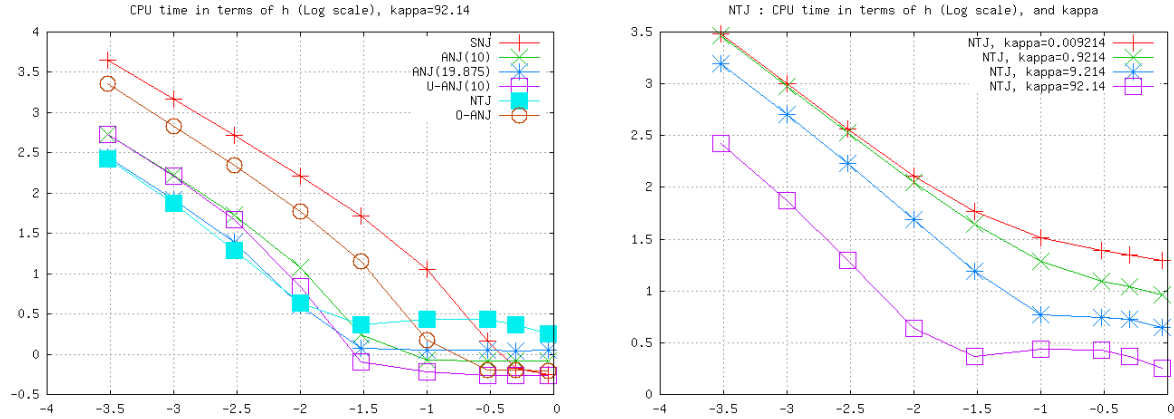 CPU time in terms of h (Log scale), kappa=92.14
SNJ
ANJ(10)
ANJ(19.875)
U-ANJ(10)
NTJ
O-ANJ
4
3.5
3
2.5
2
1.5
1
0.5
0
-0.5
-4 -3.5 -3 -2.5 -2 -1.5 -1 -0.5 0
NTJ : CPU time in terms of h (Log scale), and kappa
NTJ, kappa=0.009214
NTJ, kappa=0.9214
NTJ, kappa=9.214
NTJ, kappa=92.14
3.5
3
2.5
2
1.5
1
0.5
0
-4 -3.5 -3 -2.5 -2 -1.5 -1 -0.5 0